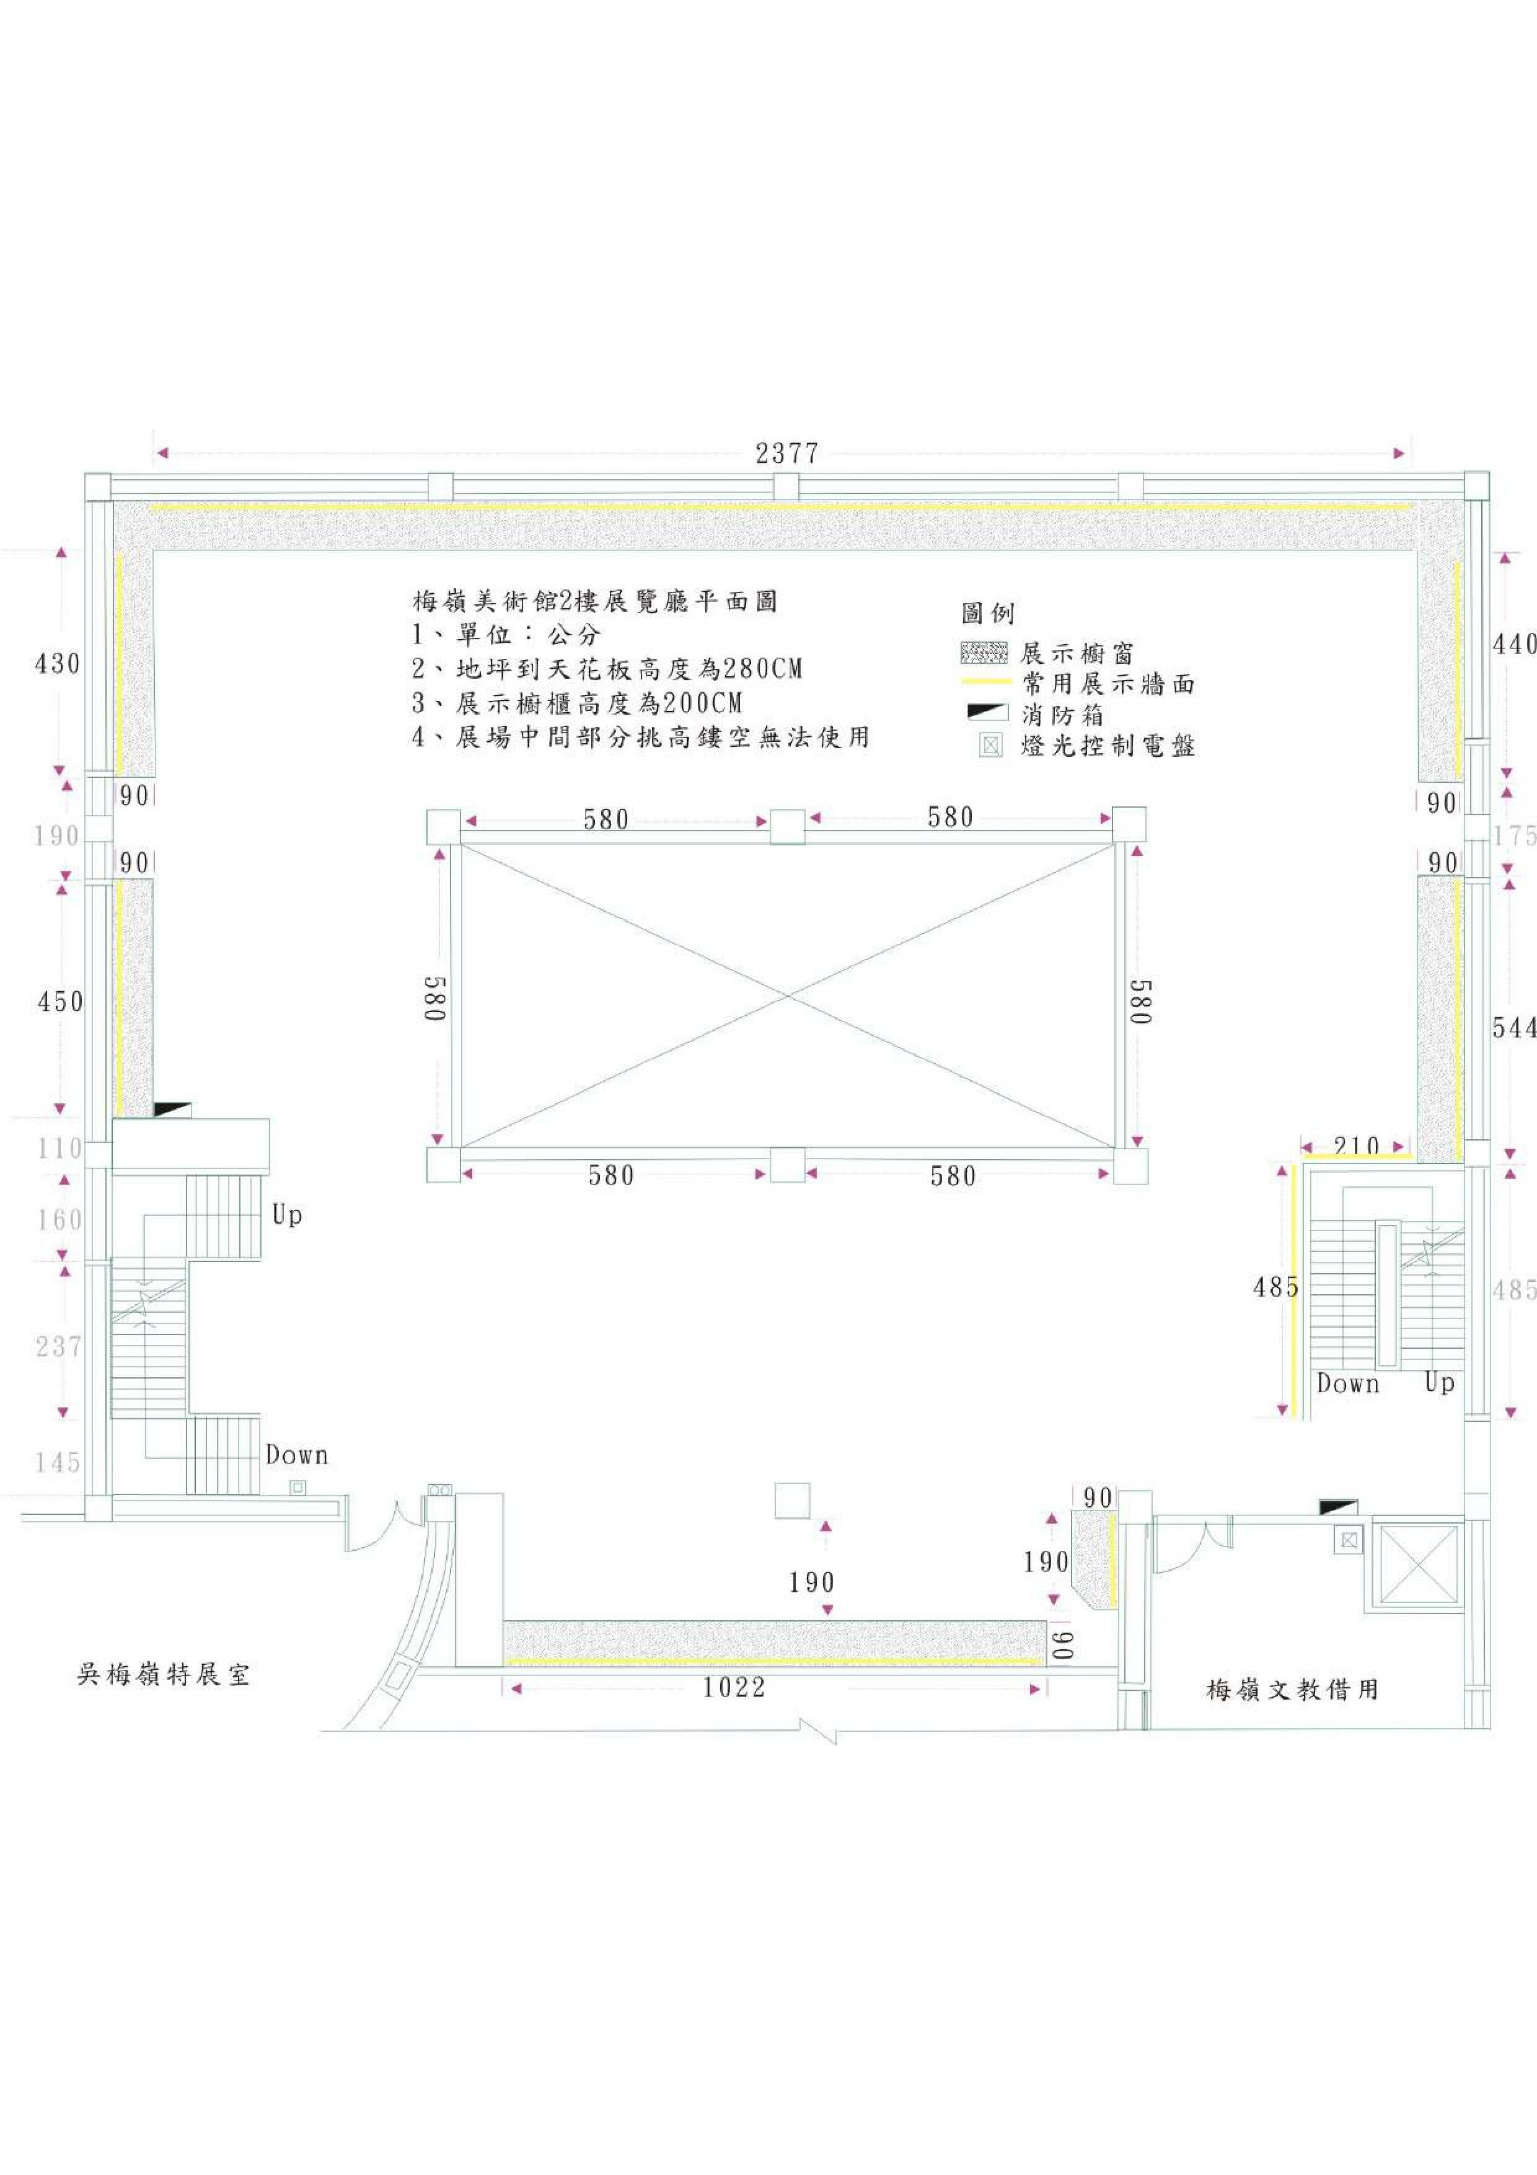 2377
梅嶺美術館2樓展覽廳平面圖
1、單位：公分
2、地坪到天花板高度為280CM
3、展示櫥櫃高度為200CM
4、展場中間部分挑高鏤空無法使用
圖例
展示櫥窗
常用展示牆面
消防箱
燈光控制電盤
430
440
90
90
190
580
580
175
90
90
450
580
580
544
110
210
580
580
160
Up
485
485
237
Down
Up
145
Down
90
190
190
90
吳梅嶺特展室
1022
梅嶺文教借用